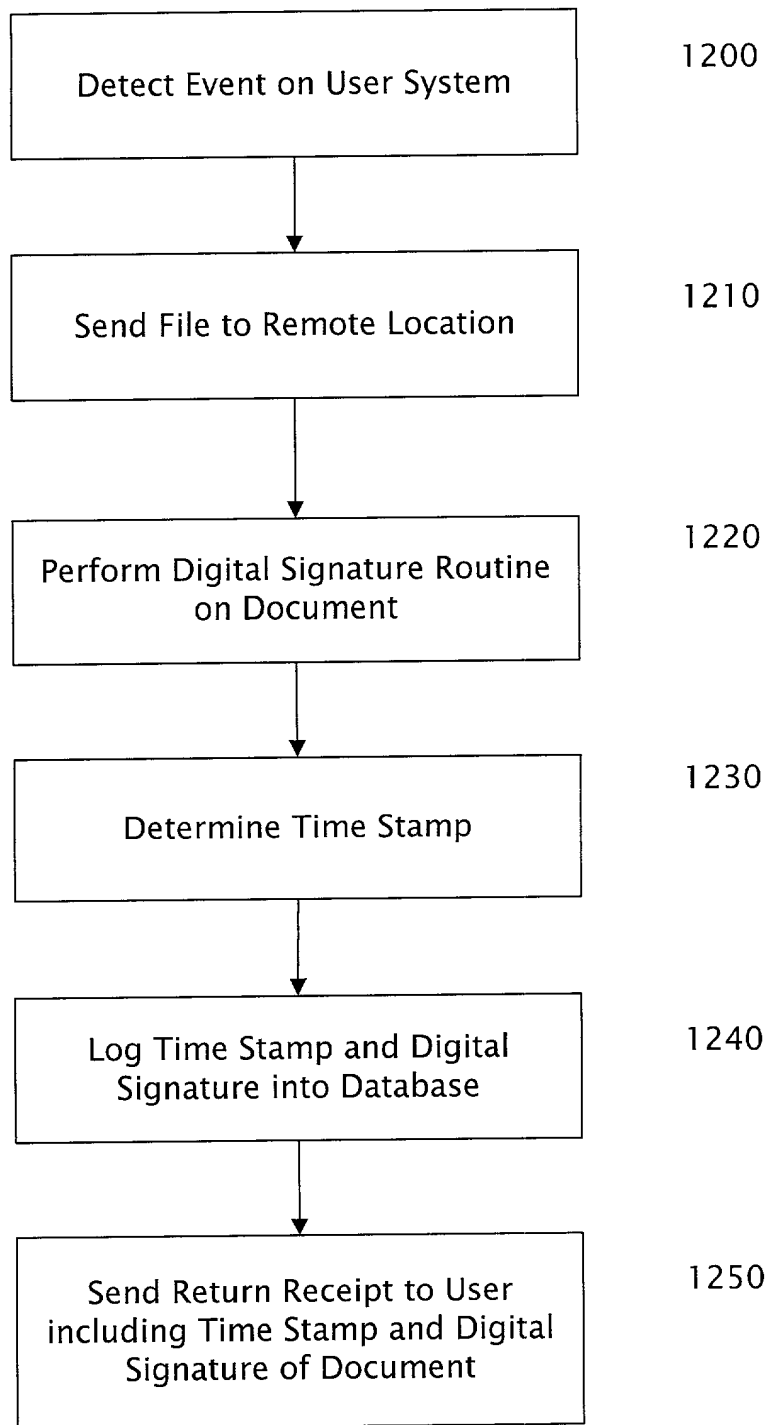 Detect Event on User System
1200
Send File to Remote Location
1210
Perform Digital Signature Routine
on Document
1220
Determine Time Stamp
1230
Log Time Stamp and Digital
Signature into Database
1240
Send Return Receipt to User
including Time Stamp and Digital
Signature of Document
1250